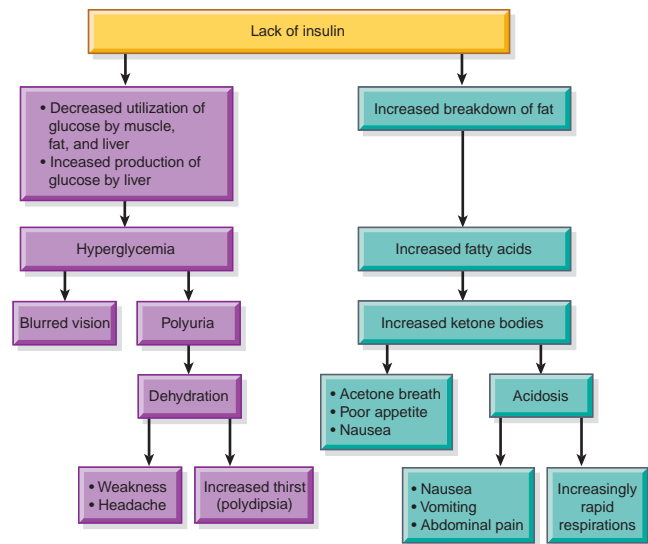 Lack of insulin
• Decreased utilization of
glucose by muscle,
fat, and liver
• Inceased production of
glucose by liver
Increased breakdown of fat
Hyperglycemia
Increased fatty acids
Blurred vision
Polyuria
Increased ketone bodies
Dehydration
• Acetone breath
• Poor appetite
• Nausea
Acidosis
• Weakness
• Headache
Increased thirst
(polydipsia)
• Nausea
• Vomiting
• Abdominal pain
Increasingly
rapid
respirations